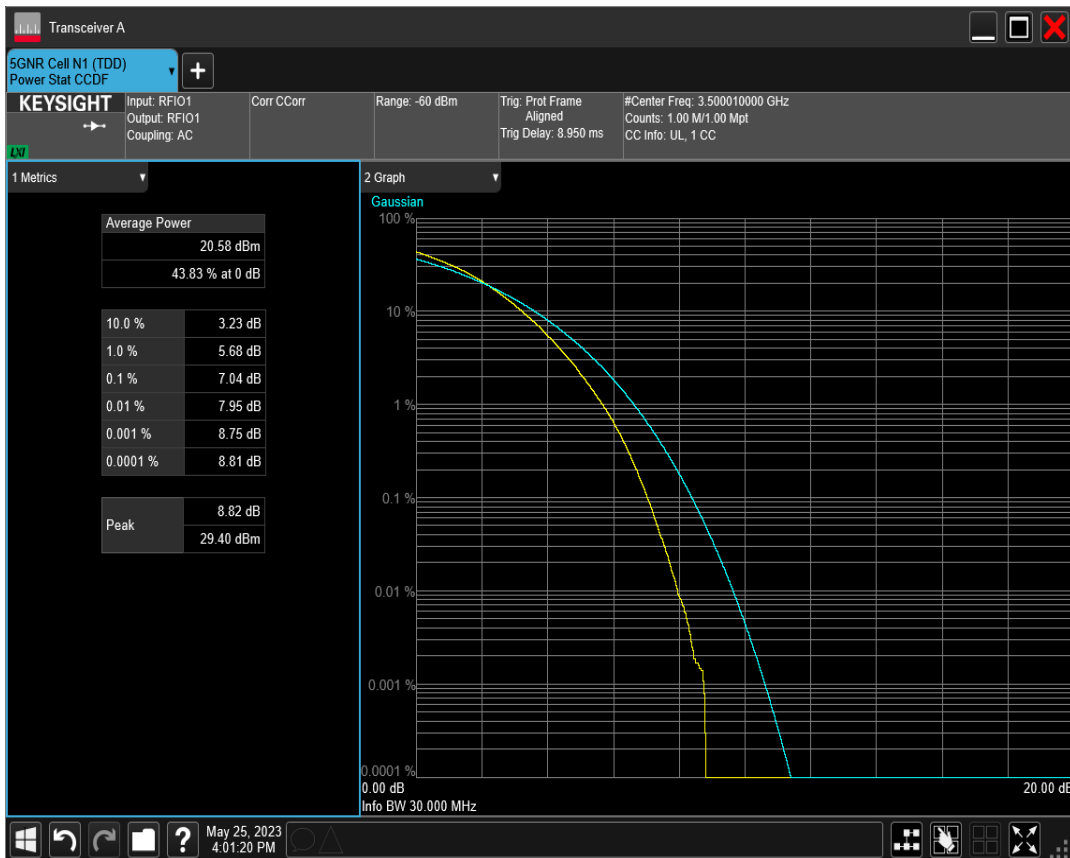 Transceiver A
5GNR Cell N1 (TDD)
Power Stat CCDF
+
KEYSIGHT
LXI
Input: RFIO1
Output: RFIO1
Coupling: AC
Corr CCorr
Range: -60 dBm
Trig: Prot Frame
Aligned
Trig Delay: 8.950 ms
#Center Freq: 3.500010000 GHz
Counts: 1.00 M/1.00 Mpt
CC Info: UL, 1 CC
1 Metrics
Average Power
20.58 dBm
43.83 % at 0 dB
10.0 % 3.23 dB
1.0 % 5.68 dB
0.1 % 7.04 dB
0.01 % 7.95 dB
0.001 % 8.75 dB
0.0001 % 8.81 dB
Peak
8.82 dB
29.40 dBm
2 Graph
Gaussian
100 %
10 %
1 %
0.1 %
0.01 %
0.001 %
0.0001 %
0.00 dB 20.00 dB
Info BW 30.000 MHz
?
May 25, 2023
4:01:20 PM